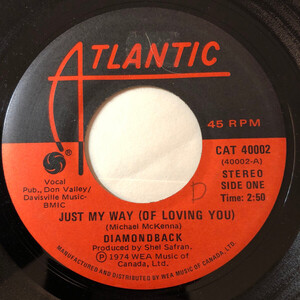 ATLANTIC
45 RPM
CAT 40002
(40002-A)
STEREO
SIDE ONE
Time: 2:50
Vocal
Pub., Don Valley/
Davisville Music-
BMIC
D
JUST MY WAY (OF LOVING YOU)
(Michael McKenna)
DIAMONDBACK
Produced by Shel Safran.
℗ 1974 WEA Music of
Canada, Ltd.
MANUFACTURED AND DISTRIBUTED BY WEA MUSIC OF CANADA, LTD.